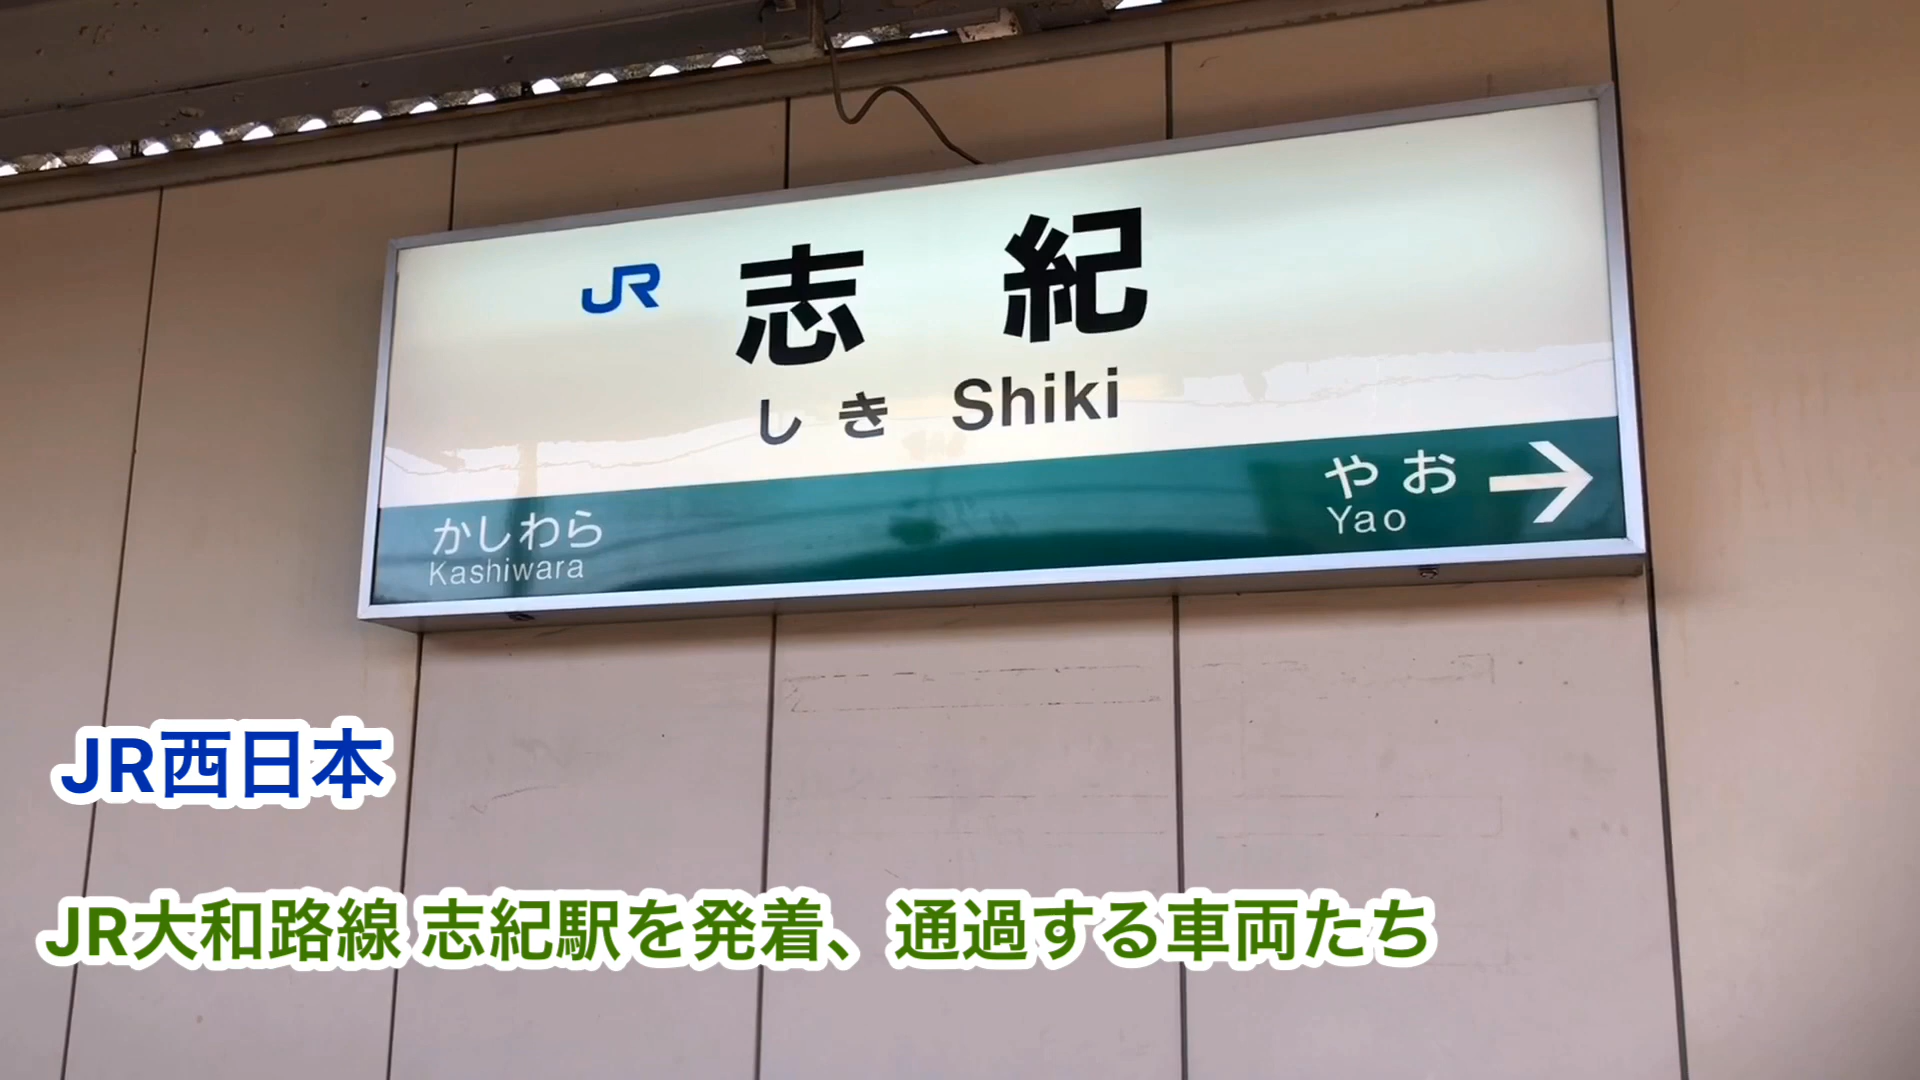 JR 志紀
しき Shiki
やお
Yao
かしわら
Kashiwara
JR西日本
JR大和路線 志紀駅を発着、通過する車両たち